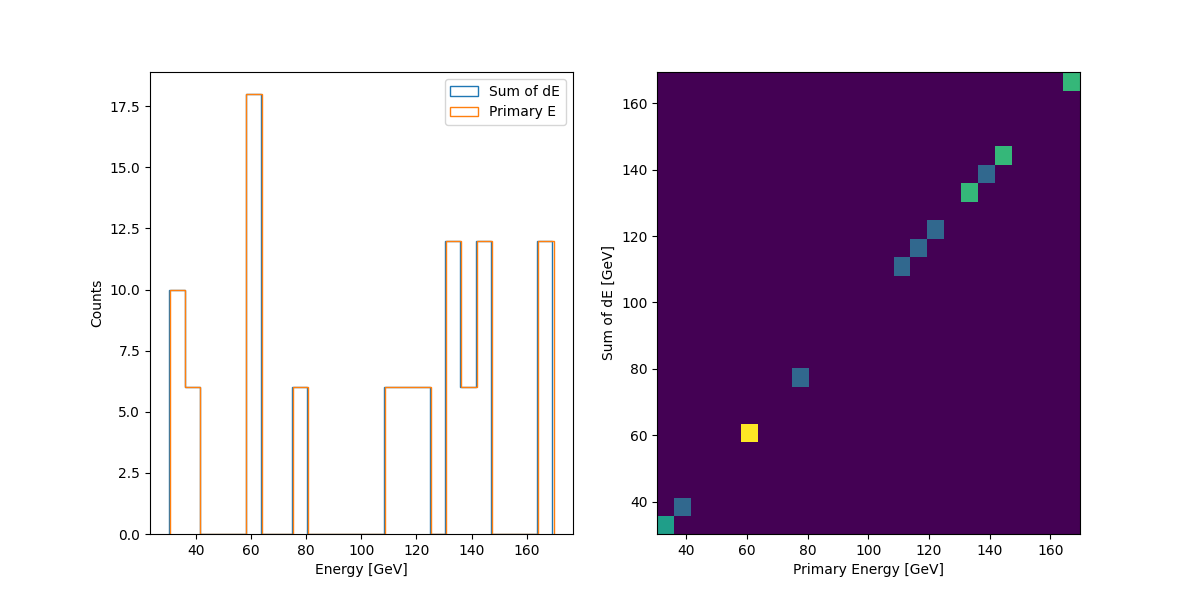 Counts
17.5
15.0
12.5
10.0
7.5
5.0
2.5
0.0
40 60 80 100 120 140 160
Energy [GeV]
Sum of dE
Primary E
Sum of dE [GeV]
160
140
120
100
80
60
40
40 60 80 100 120 140 160
Primary Energy [GeV]